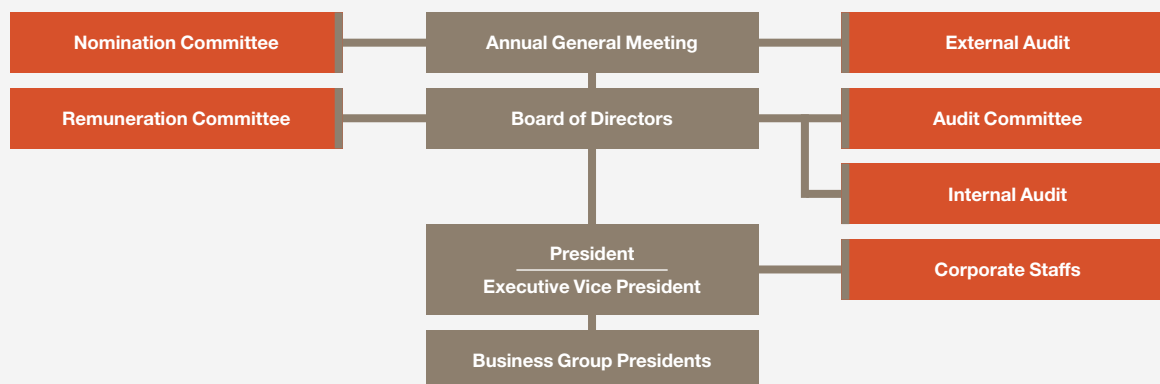 Nomination Committee
Annual General Meeting
External Audit
Remuneration Committee
Board of Directors
Audit Committee
Internal Audit
President
Executive Vice President
Corporate Staffs
Business Group Presidents